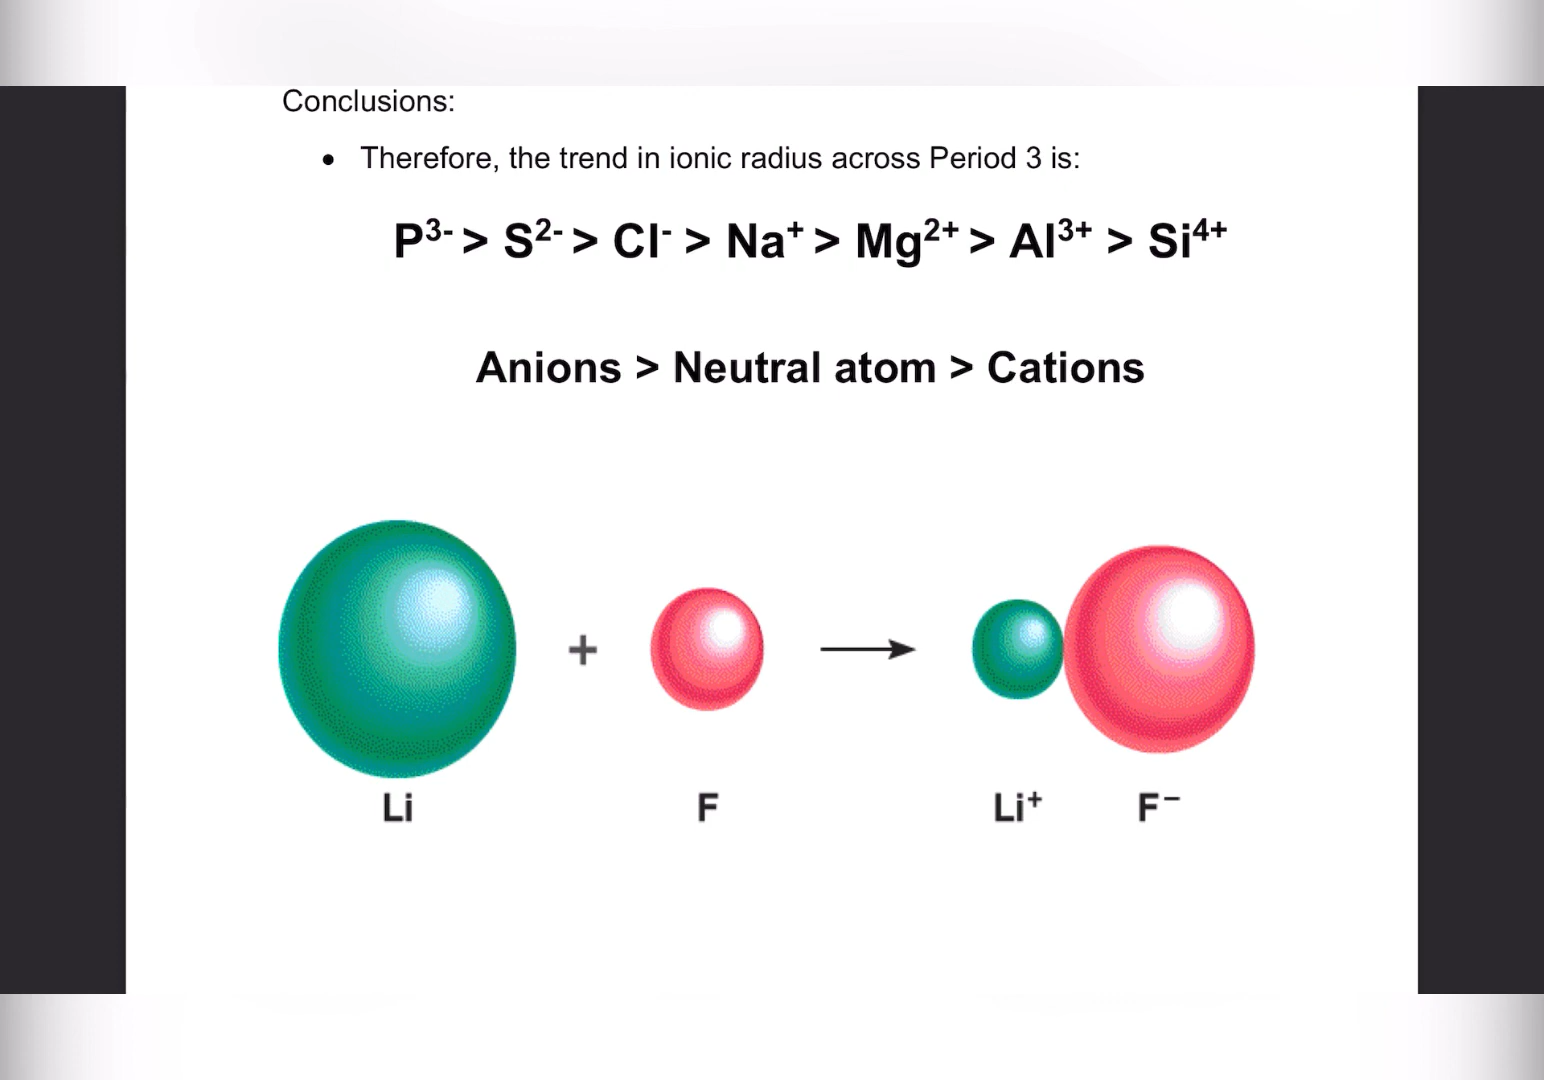 Conclusions:
• Therefore, the trend in ionic radius across Period 3 is:
P³⁻ > S²⁻ > Cl⁻ > Na⁺ > Mg²⁺ > Al³⁺ > Si⁴⁺
Anions > Neutral atom > Cations
+
Li F Li⁺ F⁻